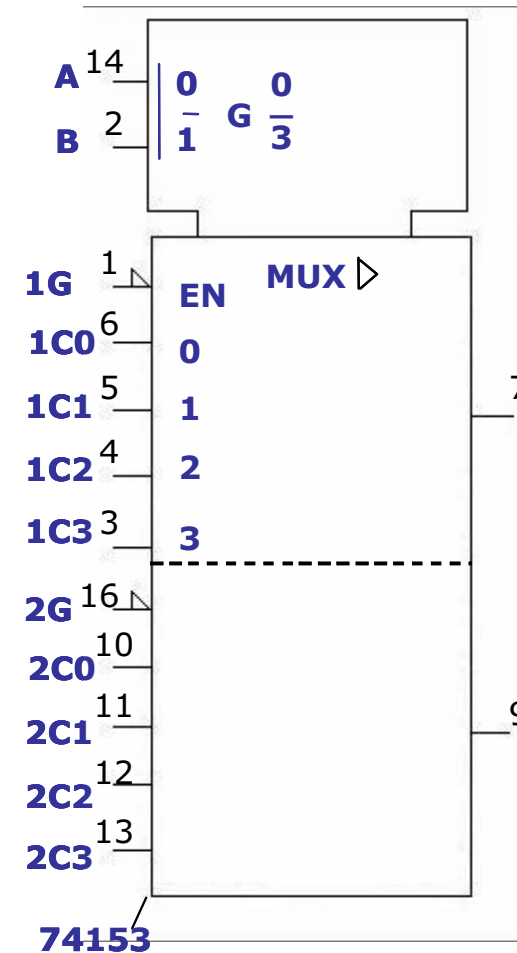 A 14 0 0
G
B 2 1 3
1G 1 EN MUX
1C0 6 0
1C1 5 1
7
1C2 4 2
1C3 3 3
2G 16
2C0 10
2C1 11
9
2C2 12
2C3 13
74153